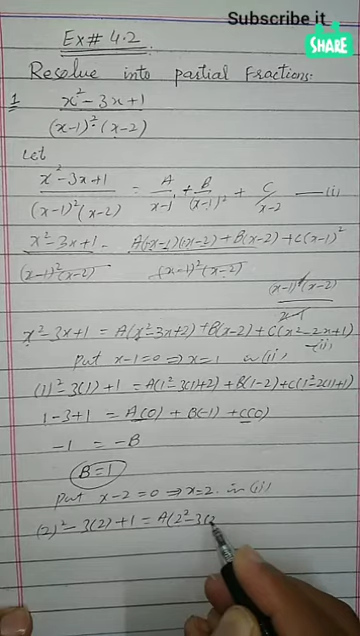 Subscribe it
SHARE
Ex# 4.2
Resolve into partial fractions:
1 x²-3x+1
(x-1)²(x-2)
Let
x²-3x+1 / (x-1)²(x-2) = A/x-1 + B/(x-1)² + C/x-2 —(i)
x²-3x+1 / (x-1)²(x-2) = A(x-1)(x-2)+B(x-2)+C(x-1)² / (x-1)²(x-2)
(x-1)²(x-2) / x-1
x²-3x+1 = A(x²-3x+2)+B(x-2)+C(x²-2x+1) —(ii)
put x-1=0 ⇒ x=1 in (ii)
(1)²-3(1)+1 = A(1²-3(1)+2)+B(1-2)+C(1²-2(1)+1)
1-3+1 = A(0)+B(-1)+C(0)
-1 = -B
B=1
put x-2=0 ⇒ x=2. in (ii)
(2)²-3(2)+1 = A(2²-3(2